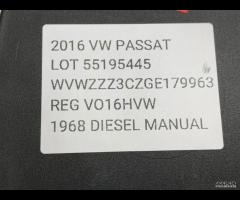 2016 VW PASSAT
LOT 55195445
WVWZZZ3CZGE179963
REG VO16HVW
1968 DIESEL MANUAL